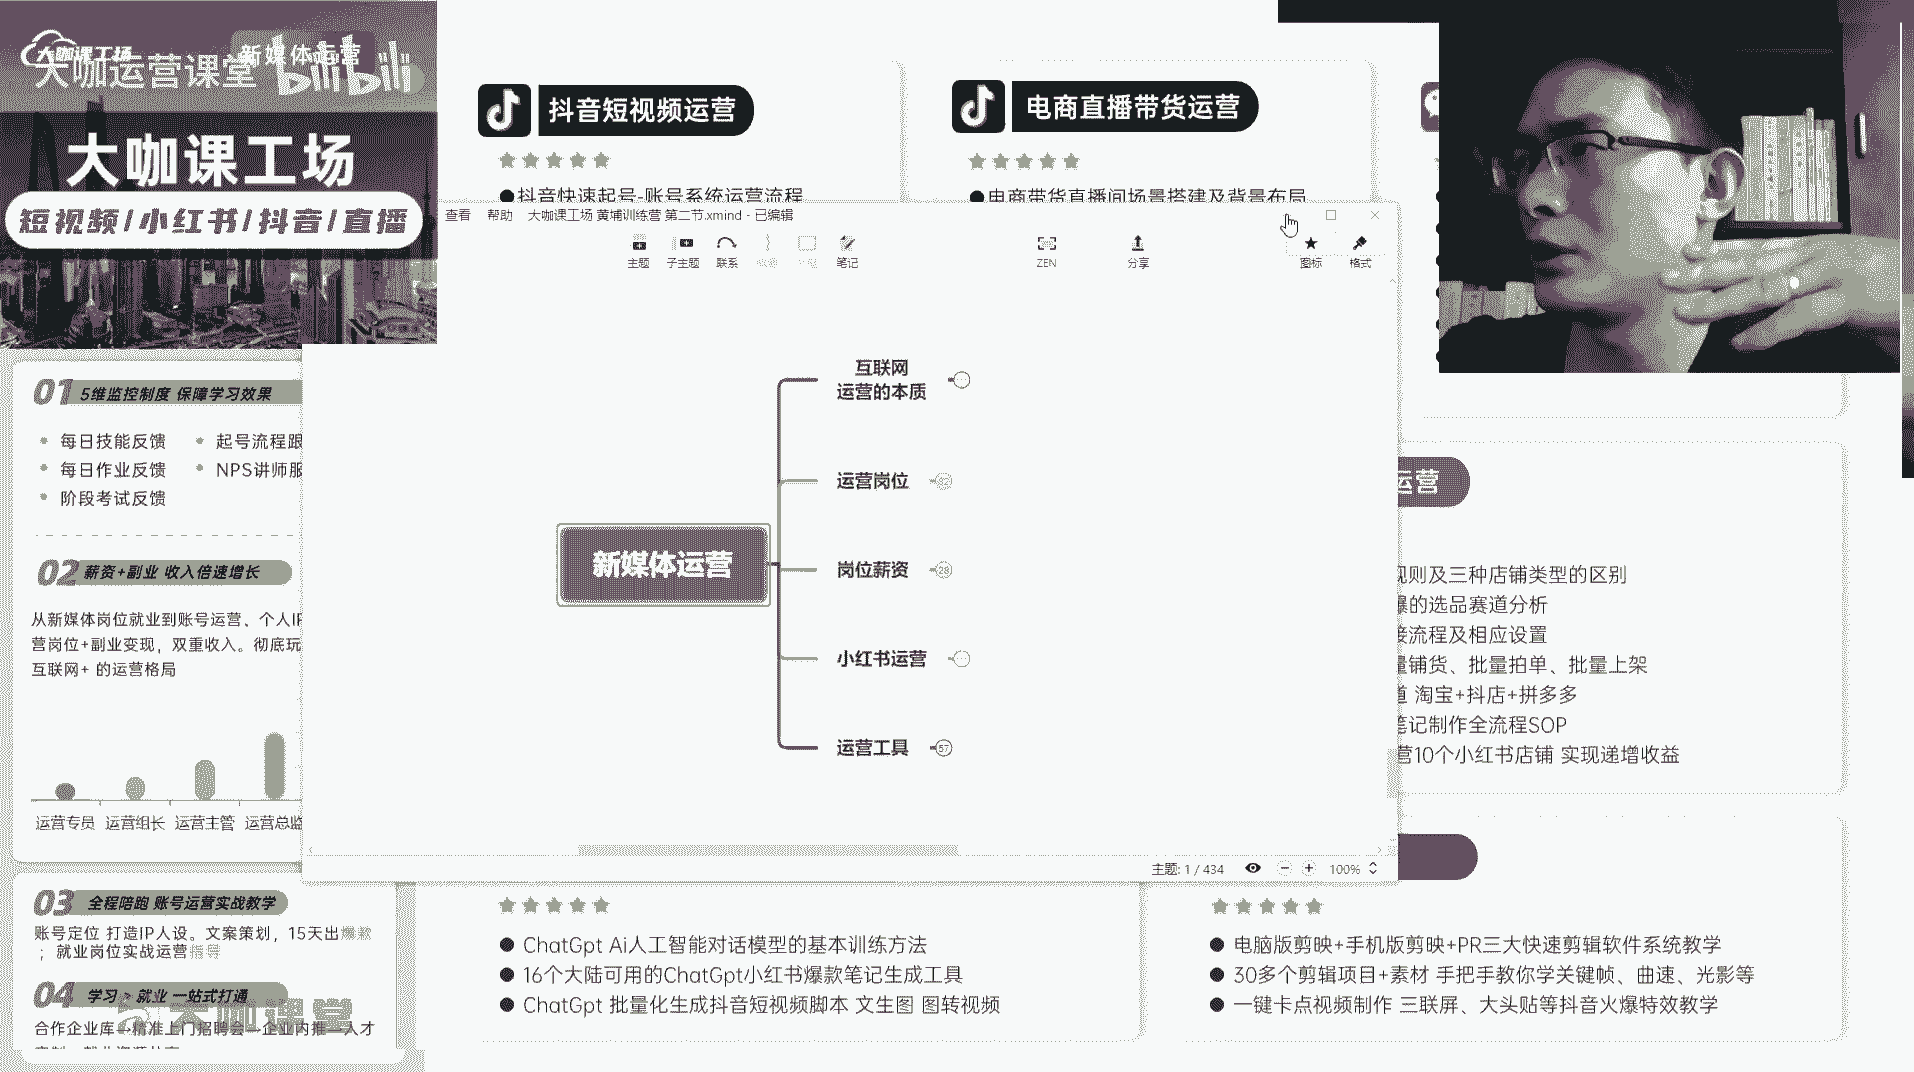 大咖课工场
新媒体运营
大咖运营课堂 bilibili
大咖课工场
短视频/小红书/抖音/直播
抖音短视频运营
●抖音快速起号-账号系统运营流程
电商直播带货运营
●电商带货直播间场景搭建及背景布局
查看 帮助 大咖课工场 黄埔训练营 第二节.xmind - 已编辑
主题 子主题 联系 笔记 ZEN 分享 图标 格式
互联网
运营的本质
运营岗位
新媒体运营
岗位薪资
28
小红书运营
运营工具
57
主题: 1 / 434
100%
01 5维监控制度 保障学习效果
每日技能反馈
起号流程跟
每日作业反馈
NPS讲师服
阶段考试反馈
02 薪资+副业 收入倍速增长
从新媒体岗位就业到账号运营、个人IP
营岗位+副业变现，双重收入。彻底玩
互联网+ 的运营格局
运营专员 运营组长 运营主管 运营总监
03 全程陪跑 账号运营实战教学
账号定位 打造IP人设。文案策划，15天出爆款
；就业岗位实战运营指导
04 学习 > 就业 一站式打通
大咖课堂
合作企业库→精准上门招聘会→企业内推→人才
运营
规则及三种店铺类型的区别
爆的选品赛道分析
接流程及相应设置
量铺货、批量拍单、批量上架
道 淘宝+抖店+拼多多
笔记制作全流程SOP
营10个小红书店铺 实现递增收益
● ChatGpt Ai人工智能对话模型的基本训练方法
● 16个大陆可用的ChatGpt小红书爆款笔记生成工具
● ChatGpt 批量化生成抖音短视频脚本 文生图 图转视频
● 电脑版剪映+手机版剪映+PR三大快速剪辑软件系统教学
● 30多个剪辑项目+素材 手把手教你学关键帧、曲速、光影等
● 一键卡点视频制作 三联屏、大头贴等抖音火爆特效教学